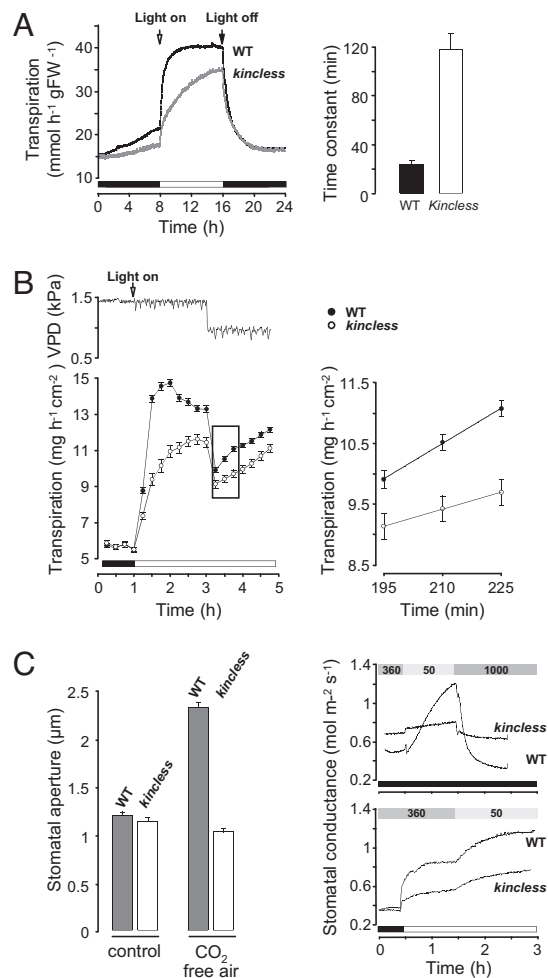 A
Light on Light off
WT
kincless
Transpiration
(mmol h-1 gFW -1)
40
30
20
10
0 4 8 12 16 20 24
Time (h)
Time constant (min)
120
80
40
0
WT Kincless
B
Light on
VPD (kPa)
1.5
0.5
WT
kincless
Transpiration (mg h-1 cm-2)
15
13
11
9
7
5
0 1 2 3 4 5
Time (h)
Transpiration (mg h-1 cm-2)
11.5
10.5
9.5
8.5
195 210 225
Time (min)
C
Stomatal aperture (μm)
2.5
2
1.5
1
0.5
0
WT kincless
WT kincless
control
CO2
free air
Stomatal conductance (mol m-2 s-1)
1.4
1
0.6
0.2
360 50 1000
kincless
WT
1.4
1
0.6
0.2
360 50
WT
kincless
0 1 2 3
Time (h)